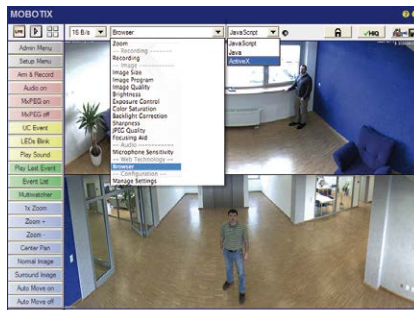 MOBOTIX
LIVE
16 B/s
Browser
JavaScript
HQ
JavaScript
Java
ActiveX
Zoom
-- Recording --------
Recording
-- Image --------
Image Size
Image Program
Image Quality
Brightness
Exposure Control
Color Saturation
Backlight Correction
Sharpness
JPEG Quality
Focusing Aid
-- Audio --------
Microphone Sensitivity
-- Web Technology --
Browser
-- Configuration ---
Manage Settings
Admin Menu
Setup Menu
Arm & Record
Audio on
MxPEG on
MxPEG off
UC Event
LEDs Blink
Play Sound
Play Last Event
Event List
Multiwatcher
1x Zoom
Zoom +
Zoom -
Center Pan
Normal Image
Surround Image
Auto Move on
Auto Move off